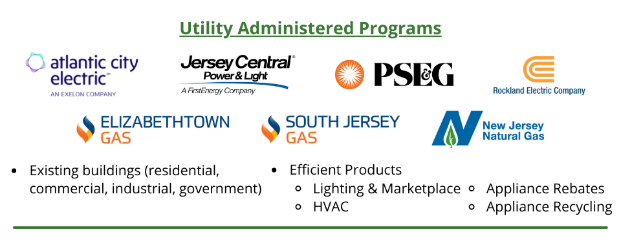 Utility Administered Programs
atlantic city
electric™
AN EXELON COMPANY
Jersey Central®
Power & Light
A FirstEnergy Company
PSE&G
Rockland Electric Company
ELIZABETHTOWN
GAS
SOUTH JERSEY
GAS
New Jersey
Natural Gas
• Existing buildings (residential,
commercial, industrial, government)
• Efficient Products
Lighting & Marketplace
HVAC
Appliance Rebates
Appliance Recycling